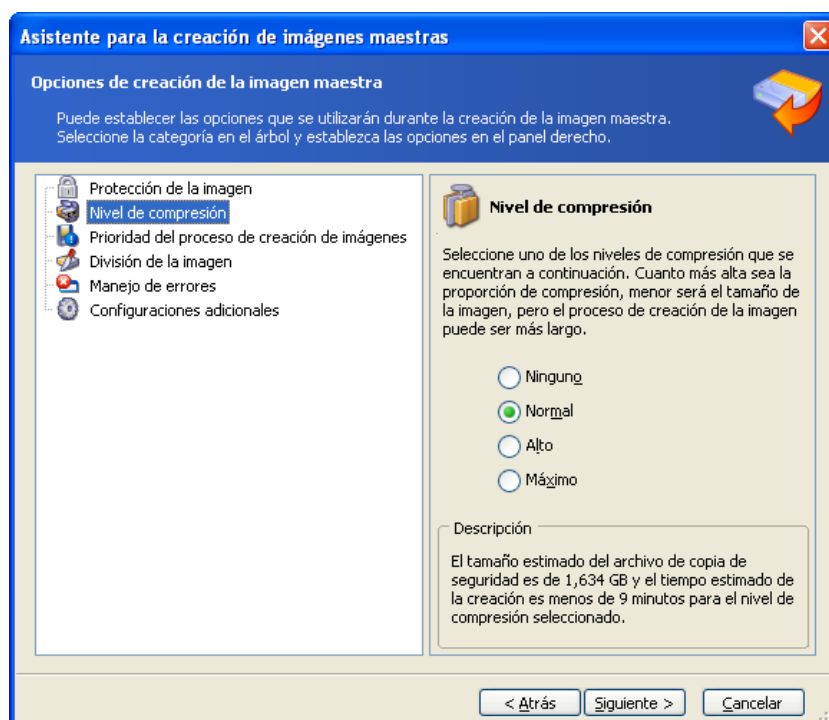 Asistente para la creación de imágenes maestras
Opciones de creación de la imagen maestra
Puede establecer las opciones que se utilizarán durante la creación de la imagen maestra.
Seleccione la categoría en el árbol y establezca las opciones en el panel derecho.
Protección de la imagen
Nivel de compresión
Prioridad del proceso de creación de imágenes
División de la imagen
Manejo de errores
Configuraciones adicionales
Nivel de compresión
Seleccione uno de los niveles de compresión que se
encuentran a continuación. Cuanto más alta sea la
proporción de compresión, menor será el tamaño de
la imagen, pero el proceso de creación de la imagen
puede ser más largo.
Ninguno
Normal
Alto
Máximo
Descripción
El tamaño estimado del archivo de copia de
seguridad es de 1,634 GB y el tiempo estimado de
la creación es menos de 9 minutos para el nivel de
compresión seleccionado.
< Atrás
Siguiente >
Cancelar